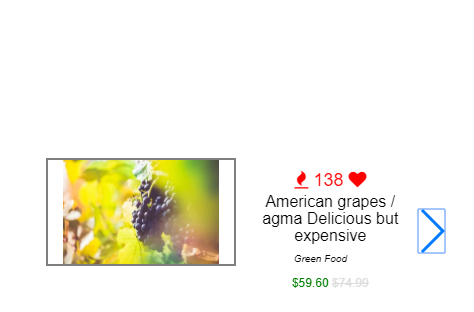 138
American grapes /
agma Delicious but
expensive
Green Food
$59.60 $74.99